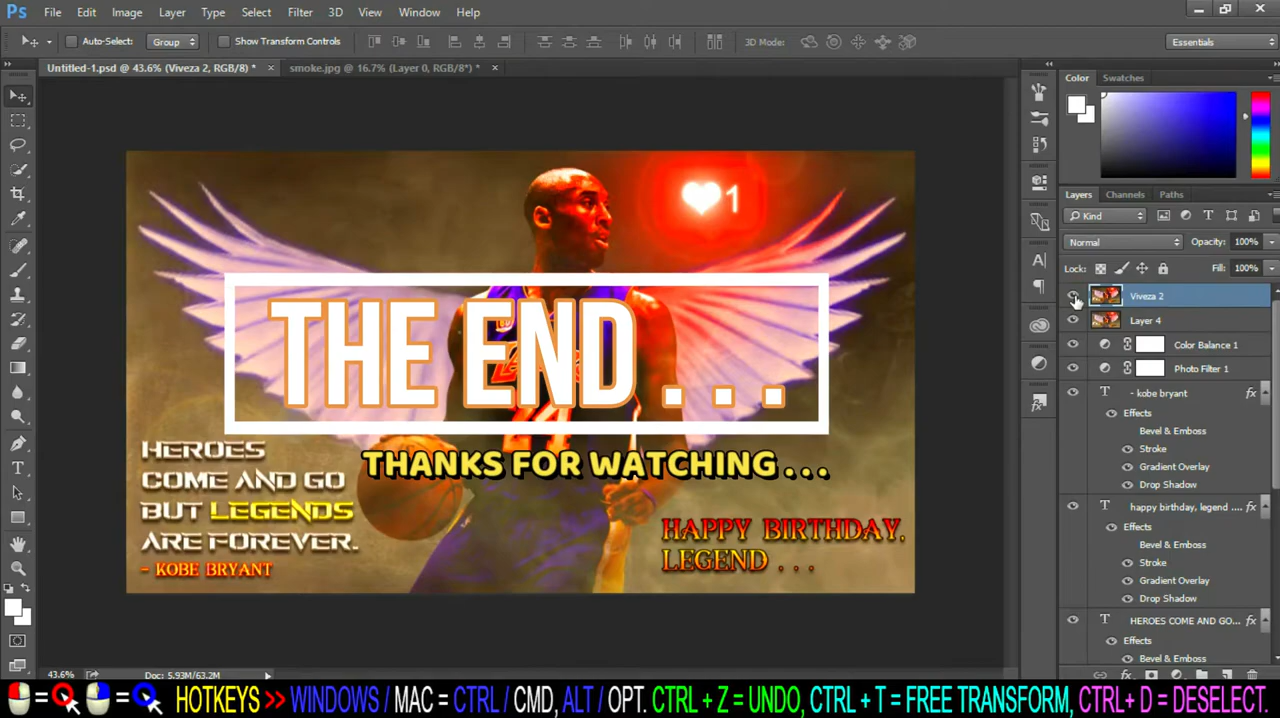 Ps File Edit Image Layer Type Select Filter 3D View Window Help
Auto-Select: Group Show Transform Controls 3D Mode: Essentials
Untitled-1.psd @ 43.6% (Viveza 2, RGB/8) * × smoke.jpg @ 16.7% (Layer 0, RGB/8*) * ×
Color Swatches
Layers Channels Paths
Kind
Normal Opacity: 100%
Lock: Fill: 100%
Viveza 2
Layer 4
Color Balance 1
Photo Filter 1
- kobe bryant fx
Effects
Bevel & Emboss
Stroke
Gradient Overlay
Drop Shadow
happy birthday, legend .... fx
Effects
Bevel & Emboss
Stroke
Gradient Overlay
Drop Shadow
HEROES COME AND GO... fx
Effects
Bevel & Emboss
1
THE END . . .
THANKS FOR WATCHING . . .
HEROES
COME AND GO
BUT LEGENDS
ARE FOREVER.
- KOBE BRYANT
HAPPY BIRTHDAY,
LEGEND . . .
43.6% Doc: 5.93M/63.2M
= = HOTKEYS >> WINDOWS / MAC = CTRL / CMD, ALT / OPT. CTRL + Z = UNDO, CTRL + T = FREE TRANSFORM, CTRL + D = DESELECT.